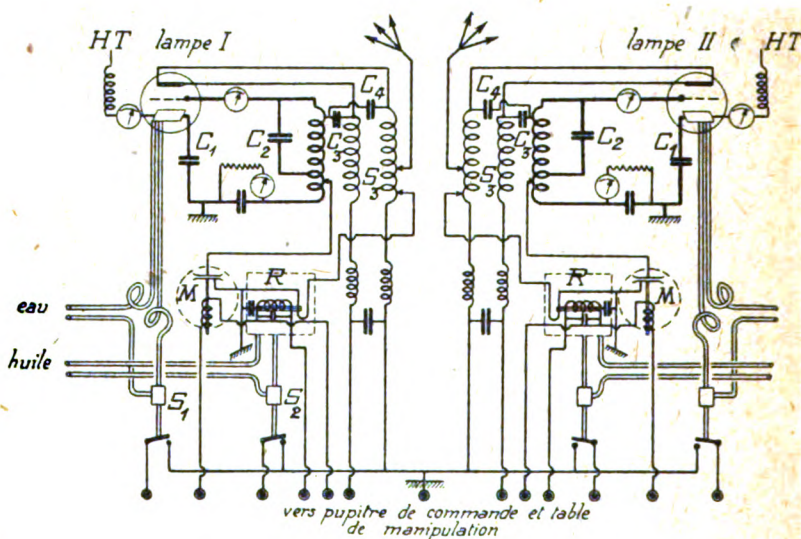 HT lampe I lampe II e HT
C4 C4
C1 C2 C3 C3 C2 C1
S3 S3
M R R M
eau
huile
S1 S2
vers pupitre de commande et table
de manipulation